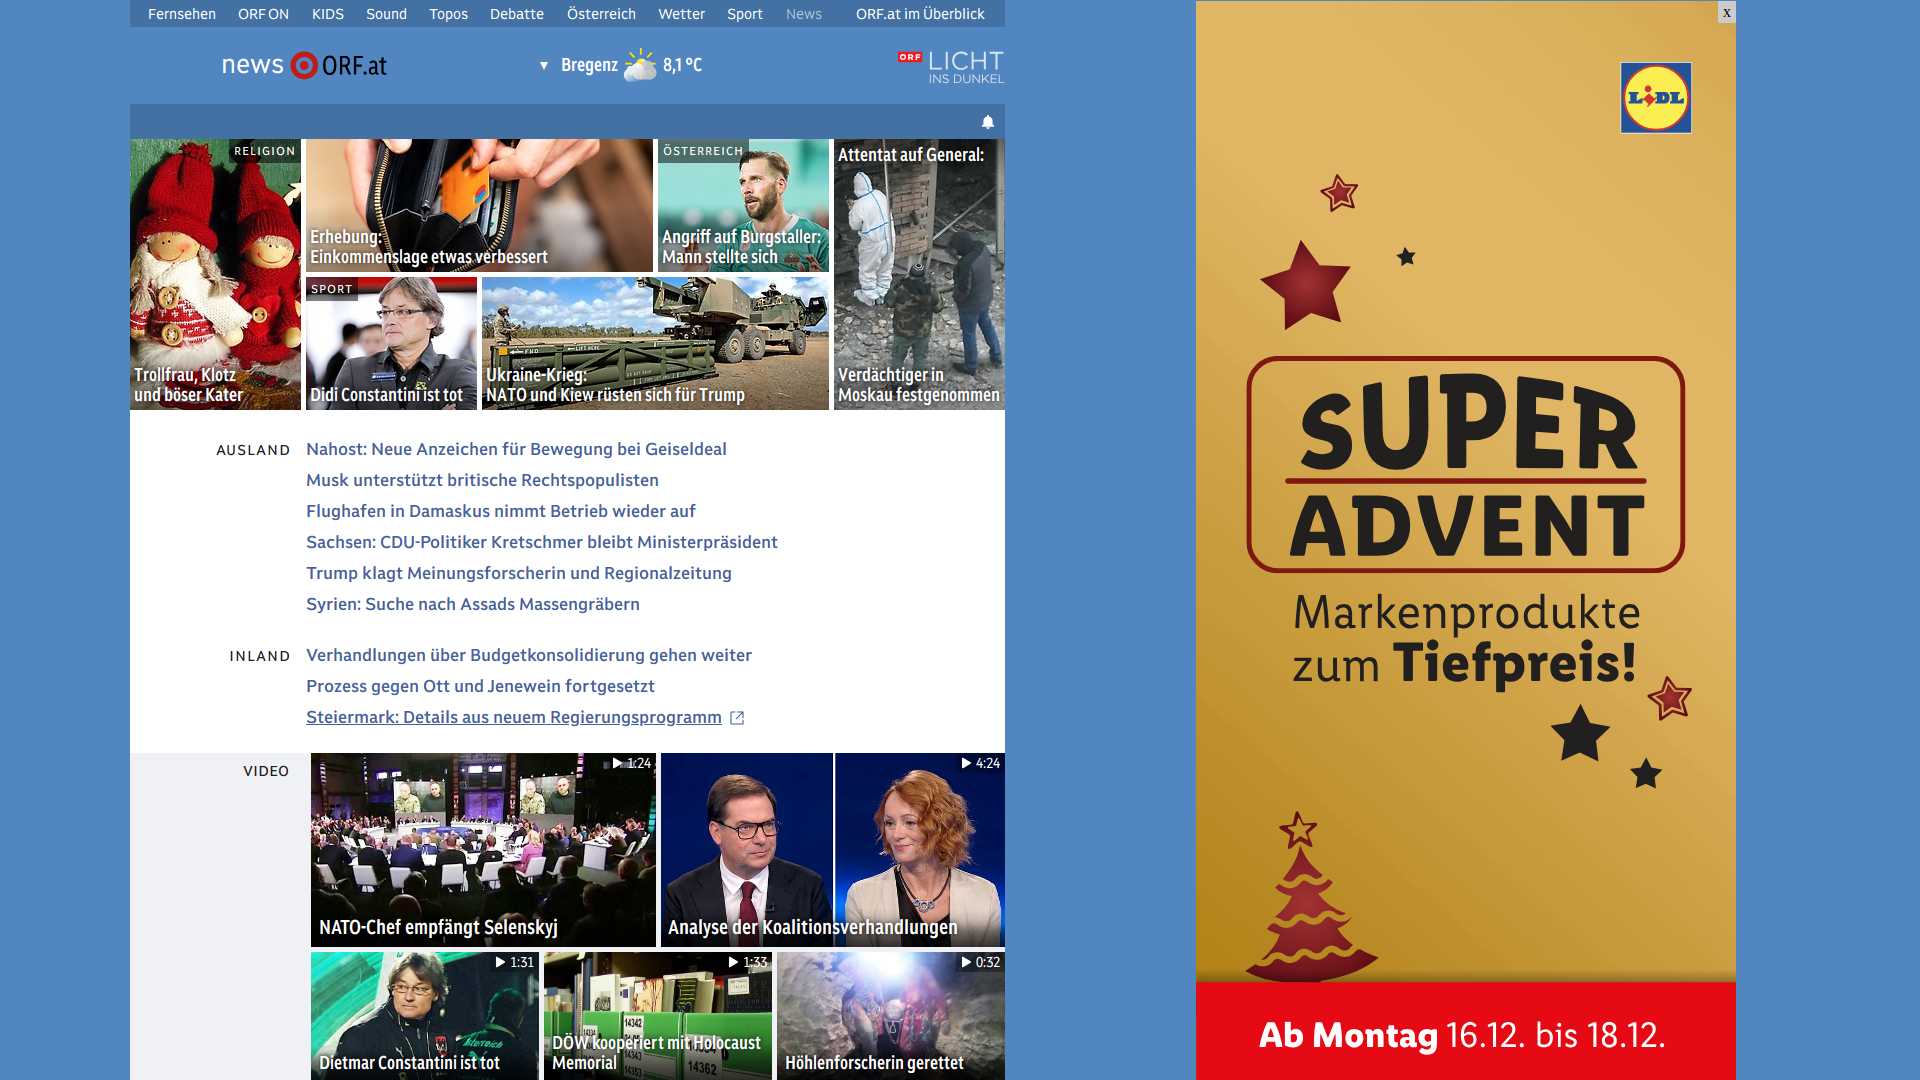 Fernsehen ORF ON KIDS Sound Topos Debatte Österreich Wetter Sport News ORF.at im Überblick
news ORF.at
Bregenz 8,1 °C
ORF LICHT
INS DUNKEL
RELIGION
Trollfrau, Klotz
und böser Kater
Erhebung:
Einkommenslage etwas verbessert
ÖSTERREICH
Angriff auf Burgstaller:
Mann stellte sich
Attentat auf General:
Verdächtiger in
Moskau festgenommen
SPORT
Didi Constantini ist tot
Ukraine-Krieg:
NATO und Kiew rüsten sich für Trump
AUSLAND
Nahost: Neue Anzeichen für Bewegung bei Geiseldeal
Musk unterstützt britische Rechtspopulisten
Flughafen in Damaskus nimmt Betrieb wieder auf
Sachsen: CDU-Politiker Kretschmer bleibt Ministerpräsident
Trump klagt Meinungsforscherin und Regionalzeitung
Syrien: Suche nach Assads Massengräbern
INLAND
Verhandlungen über Budgetkonsolidierung gehen weiter
Prozess gegen Ott und Jenewein fortgesetzt
Steiermark: Details aus neuem Regierungsprogramm
VIDEO
1:24
NATO-Chef empfängt Selenskyj
4:24
Analyse der Koalitionsverhandlungen
1:31
Dietmar Constantini ist tot
1:33
14342
14351
14362
DÖW kooperiert mit Holocaust
Memorial
0:32
Höhlenforscherin gerettet
x
LIDL
SUPER
ADVENT
Markenprodukte
zum Tiefpreis!
Ab Montag 16.12. bis 18.12.